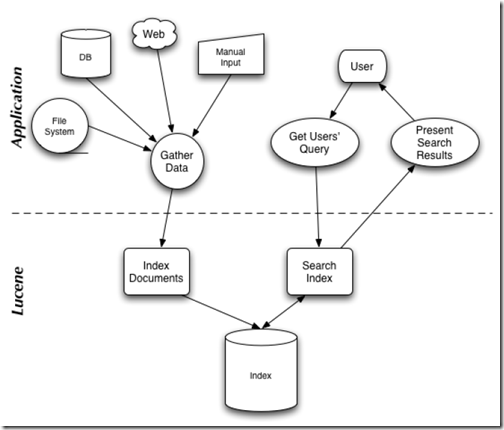 Application
DB
Web
Manual
Input
User
File
System
Gather
Data
Get Users'
Query
Present
Search
Results
Lucene
Index
Documents
Search
Index
Index